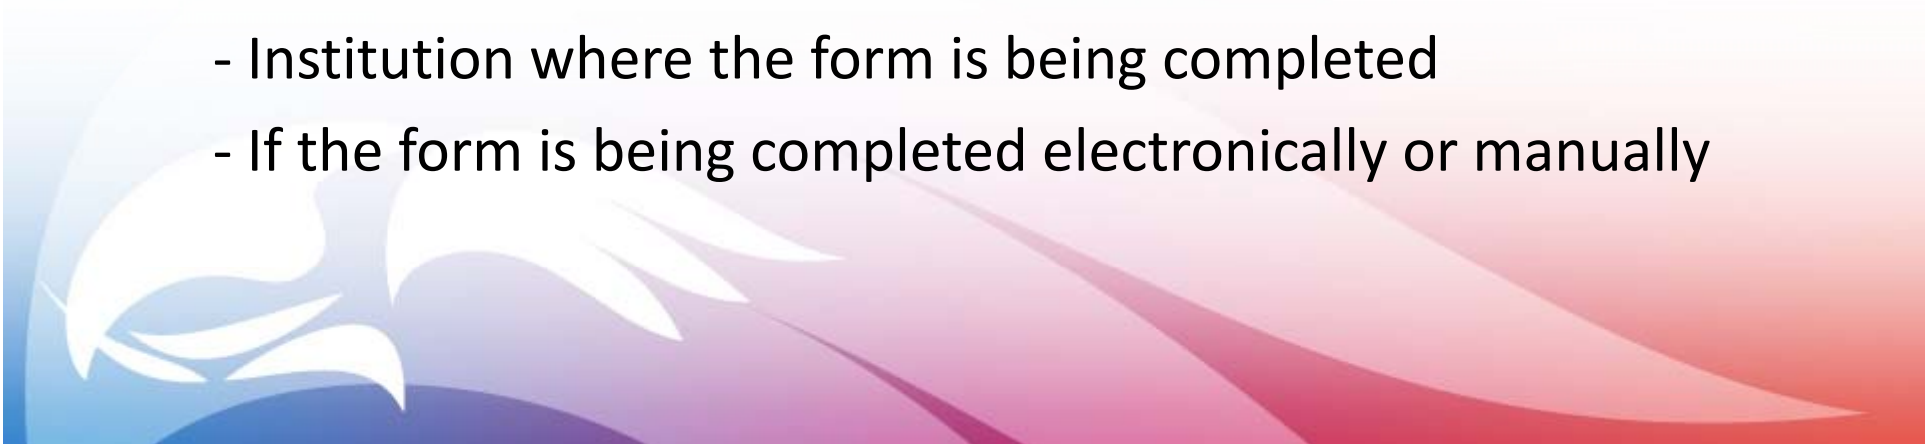 - Institution where the form is being completed
- If the form is being completed electronically or manually